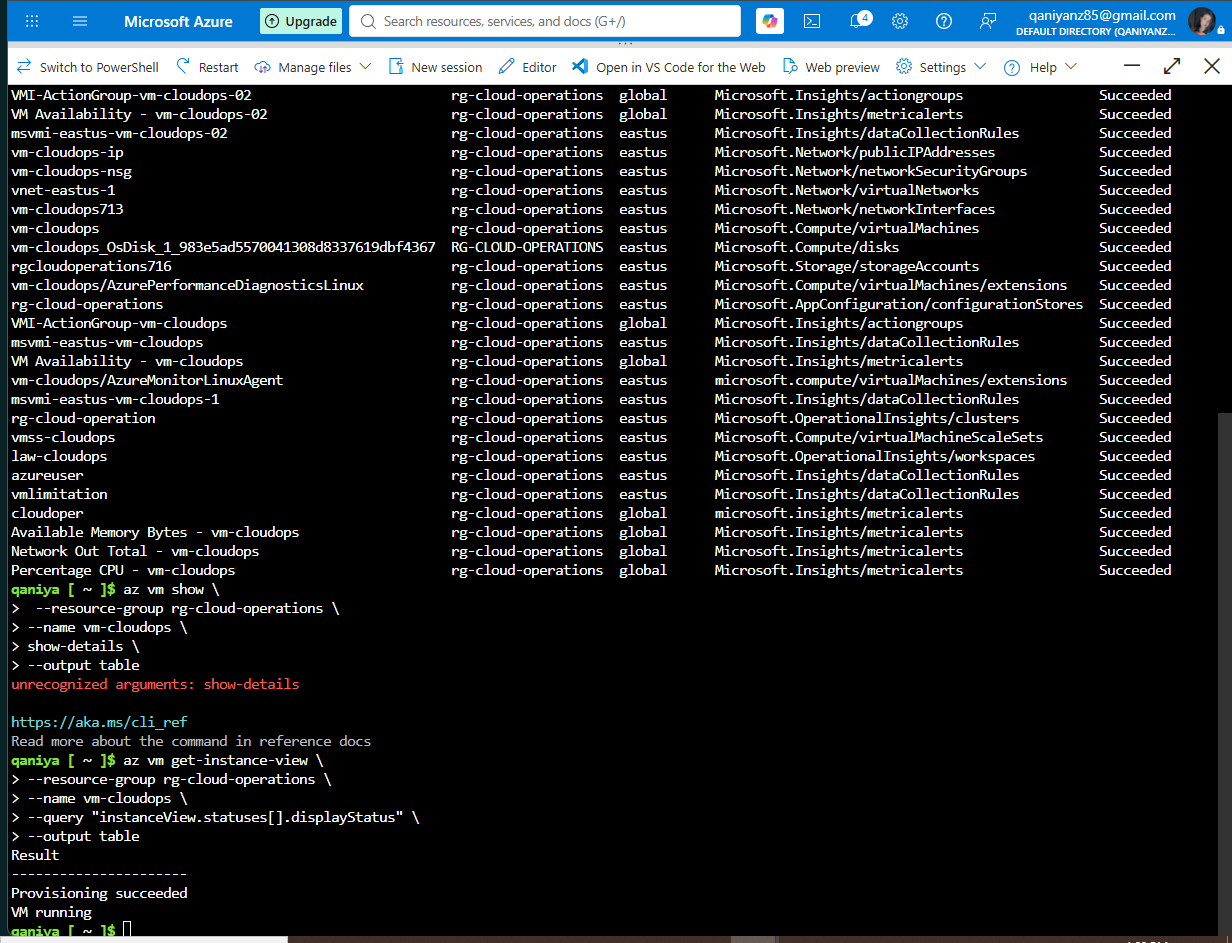 Microsoft Azure
Upgrade
Search resources, services, and docs (G+/)
4
qaniyanz85@gmail.com
DEFAULT DIRECTORY (QANIYANZ...
Switch to PowerShell Restart Manage files New session Editor Open in VS Code for the Web Web preview Settings Help
VMI-ActionGroup-vm-cloudops-02 rg-cloud-operations global Microsoft.Insights/actiongroups Succeeded
VM Availability - vm-cloudops-02 rg-cloud-operations global Microsoft.Insights/metricalerts Succeeded
msvmi-eastus-vm-cloudops-02 rg-cloud-operations eastus Microsoft.Insights/dataCollectionRules Succeeded
vm-cloudops-ip rg-cloud-operations eastus Microsoft.Network/publicIPAddresses Succeeded
vm-cloudops-nsg rg-cloud-operations eastus Microsoft.Network/networkSecurityGroups Succeeded
vnet-eastus-1 rg-cloud-operations eastus Microsoft.Network/virtualNetworks Succeeded
vm-cloudops713 rg-cloud-operations eastus Microsoft.Network/networkInterfaces Succeeded
vm-cloudops rg-cloud-operations eastus Microsoft.Compute/virtualMachines Succeeded
vm-cloudops_OsDisk_1_983e5ad5570041308d8337619dbf4367 RG-CLOUD-OPERATIONS eastus Microsoft.Compute/disks Succeeded
rgcloudoperations716 rg-cloud-operations eastus Microsoft.Storage/storageAccounts Succeeded
vm-cloudops/AzurePerformanceDiagnosticsLinux rg-cloud-operations eastus Microsoft.Compute/virtualMachines/extensions Succeeded
rg-cloud-operations rg-cloud-operations eastus Microsoft.AppConfiguration/configurationStores Succeeded
VMI-ActionGroup-vm-cloudops rg-cloud-operations global Microsoft.Insights/actiongroups Succeeded
msvmi-eastus-vm-cloudops rg-cloud-operations eastus Microsoft.Insights/dataCollectionRules Succeeded
VM Availability - vm-cloudops rg-cloud-operations global Microsoft.Insights/metricalerts Succeeded
vm-cloudops/AzureMonitorLinuxAgent rg-cloud-operations eastus microsoft.compute/virtualMachines/extensions Succeeded
msvmi-eastus-vm-cloudops-1 rg-cloud-operations eastus Microsoft.Insights/dataCollectionRules Succeeded
rg-cloud-operation rg-cloud-operations eastus Microsoft.OperationalInsights/clusters Succeeded
vmss-cloudops rg-cloud-operations eastus Microsoft.Compute/virtualMachineScaleSets Succeeded
law-cloudops rg-cloud-operations eastus Microsoft.OperationalInsights/workspaces Succeeded
azureuser rg-cloud-operations eastus Microsoft.Insights/dataCollectionRules Succeeded
vmlimitation rg-cloud-operations eastus Microsoft.Insights/dataCollectionRules Succeeded
cloudoper rg-cloud-operations global microsoft.insights/metricalerts Succeeded
Available Memory Bytes - vm-cloudops rg-cloud-operations global Microsoft.Insights/metricalerts Succeeded
Network Out Total - vm-cloudops rg-cloud-operations global Microsoft.Insights/metricalerts Succeeded
Percentage CPU - vm-cloudops rg-cloud-operations global Microsoft.Insights/metricalerts Succeeded
qaniya [ ~ ]$ az vm show \
>  --resource-group rg-cloud-operations \
> --name vm-cloudops \
> show-details \
> --output table
unrecognized arguments: show-details
https://aka.ms/cli_ref
Read more about the command in reference docs
qaniya [ ~ ]$ az vm get-instance-view \
> --resource-group rg-cloud-operations \
> --name vm-cloudops \
> --query "instanceView.statuses[].displayStatus" \
> --output table
Result
----------------------
Provisioning succeeded
VM running
qaniya [ ~ ]$